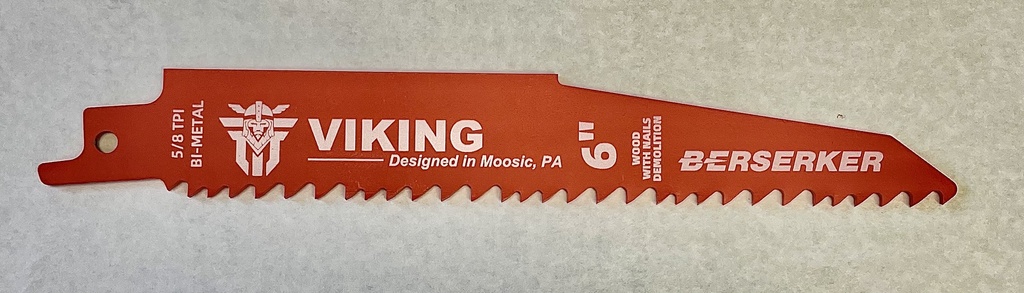 5/8 TPI
BI-METAL
VIKING
Designed in Moosic, PA
6"
WOOD
WITH NAILS
DEMOLITION
BERSERKER